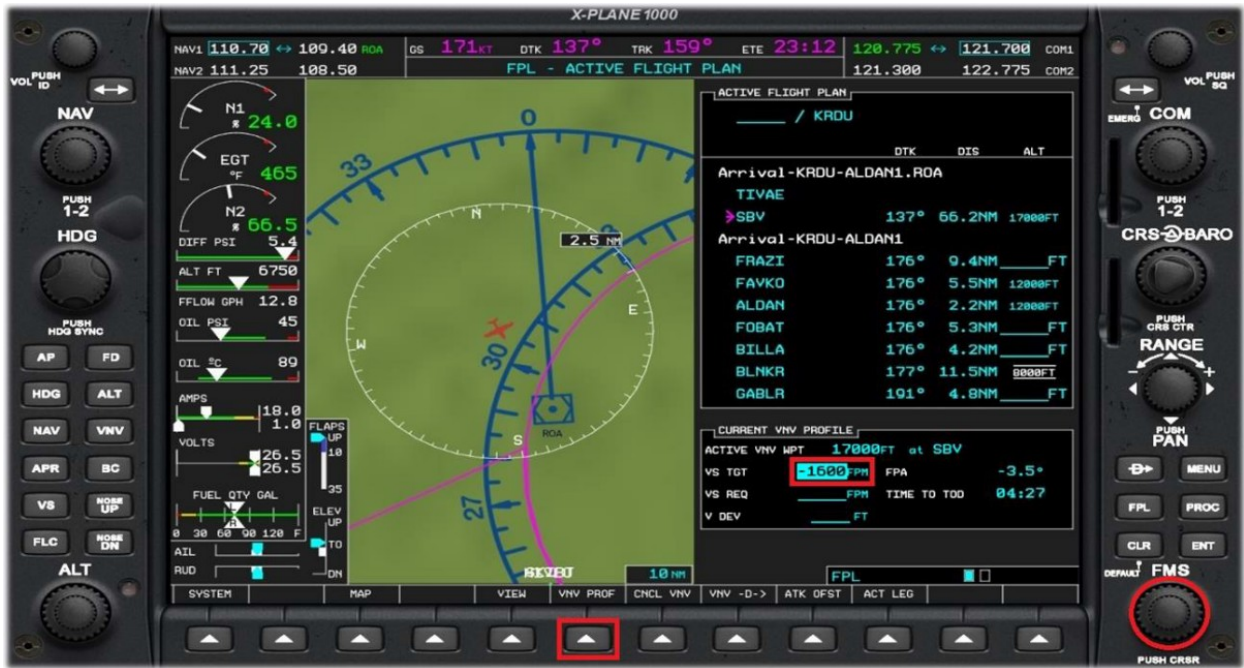 X-PLANE 1000
NAV1 110.70 ↔ 109.40 ROA
NAV2 111.25 108.50
GS 171KT DTK 137° TRK 159° ETE 23:12
FPL - ACTIVE FLIGHT PLAN
120.775 ↔ 121.700 COM1
121.300 122.775 COM2
VOL PUSH ID
NAV
PUSH 1-2
HDG
PUSH HDG SYNC
AP FD
HDG ALT
NAV VNV
APR BC
VS NOSE UP
FLC NOSE DN
ALT
N1 % 24.0
EGT °F 465
N2 % 66.5
DIFF PSI 5.4
ALT FT 6750
FFLOW GPH 12.8
OIL PSI 45
OIL °C 89
AMPS
18.0
1.0
VOLTS
26.5
26.5
FUEL QTY GAL
L
R
0 30 60 90 120 F
AIL
RUD
FLAPS
UP
10
35
ELEV
UP
TO
DN
33
0
3
30
27
N
E
S
W
2.5 NM
ROA
10 NM
ACTIVE FLIGHT PLAN
_____ / KRDU
DTK DIS ALT
Arrival-KRDU-ALDAN1.ROA
TIVAE
SBV 137° 66.2NM 17000FT
Arrival-KRDU-ALDAN1
FRAZI 176° 9.4NM _____FT
FAVKO 176° 5.5NM 12000FT
ALDAN 176° 2.2NM 12000FT
FOBAT 176° 5.3NM _____FT
BILLA 176° 4.2NM _____FT
BLNKR 177° 11.5NM 8000FT
GABLR 191° 4.8NM _____FT
CURRENT VNV PROFILE
ACTIVE VNV WPT 17000FT at SBV
VS TGT -1600FPM FPA -3.5°
VS REQ _____FPM TIME TO TOD 04:27
V DEV _____FT
FPL
SYSTEM MAP VIEW VNV PROF CNCL VNV VNV -D-> ATK OFST ACT LEG
VOL PUSH SQ
EMERG COM
PUSH 1-2
CRS BARO
PUSH CRS CTR
RANGE
- +
PUSH PAN
D MENU
FPL PROC
CLR ENT
DEFAULT FMS
PUSH CRSR